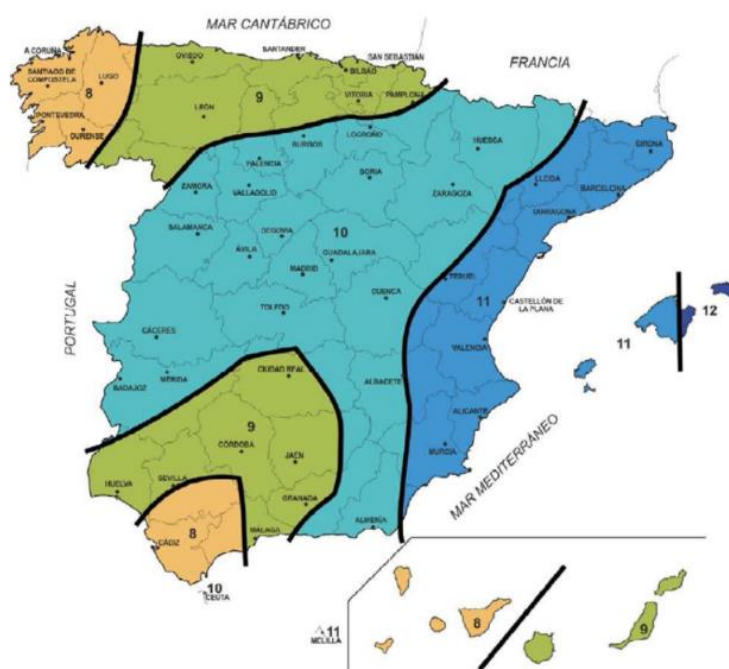 MAR CANTÁBRICO
A CORUÑA
OVIEDO
SANTANDER
SAN SEBASTIÁN
FRANCIA
SANTIAGO DE
COMPOSTELA
LUGO
BILBAO
8
9
VITORIA
PAMPLONA
LEÓN
PONTEVEDRA
OURENSE
BURGOS
LOGROÑO
HUESCA
GIRONA
PALENCIA
ZAMORA
VALLADOLID
SORIA
ZARAGOZA
LLEIDA
BARCELONA
TARRAGONA
SALAMANCA
SEGOVIA
10
ÁVILA
GUADALAJARA
MADRID
TERUEL
CUENCA
11
CASTELLÓN DE
LA PLANA
12
TOLEDO
PORTUGAL
CÁCERES
VALENCIA
11
BADAJOZ
MÉRIDA
CIUDAD REAL
ALBACETE
ALICANTE
9
CÓRDOBA
JAÉN
MURCIA
MAR MEDITERRÁNEO
HUELVA
SEVILLA
GRANADA
8
CÁDIZ
MÁLAGA
ALMERÍA
10
CEUTA
11
MELILLA
8
9